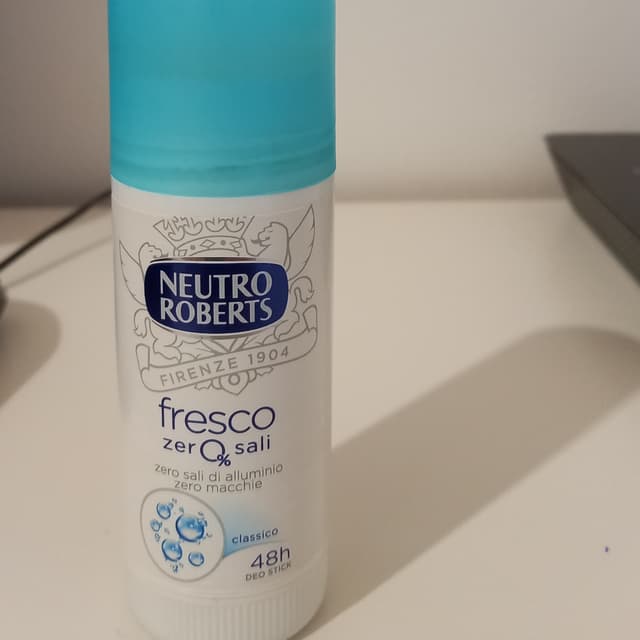 NEUTRO
ROBERTS
FIRENZE 1904
fresco
zer0% sali
zero sali di alluminio
zero macchie
classico
48h
DEO STICK